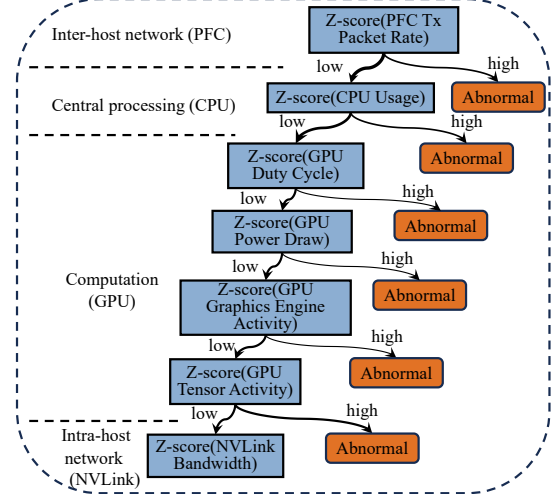 Inter-host network (PFC)
Z-score(PFC Tx
Packet Rate)
low
high
Central processing (CPU)
Z-score(CPU Usage)
Abnormal
low
high
Z-score(GPU
Duty Cycle)
Abnormal
low
high
Z-score(GPU
Power Draw)
Abnormal
low
high
Computation
(GPU)
Z-score(GPU
Graphics Engine
Activity)
Abnormal
low
high
Z-score(GPU
Tensor Activity)
Abnormal
low
high
Intra-host
network
(NVLink)
Z-score(NVLink
Bandwidth)
Abnormal